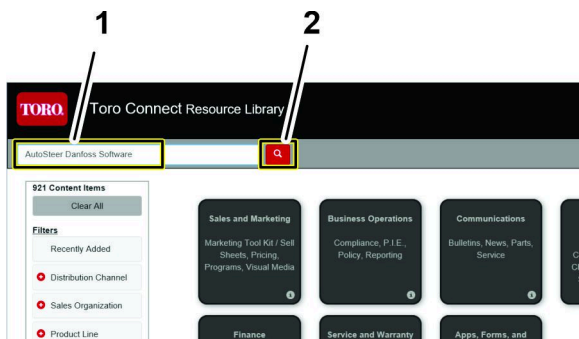 1
2
TORO.
Toro Connect Resource Library
AutoSteer Danfoss Software
921 Content Items
Clear All
Filters
Recently Added
Distribution Channel
Sales Organization
Product Line
Sales and Marketing
Marketing Tool Kit / Sell
Sheets, Pricing,
Programs, Visual Media
Business Operations
Compliance, P.I.E.,
Policy, Reporting
Communications
Bulletins, News, Parts,
Service
Finance
Service and Warranty
Apps, Forms, and